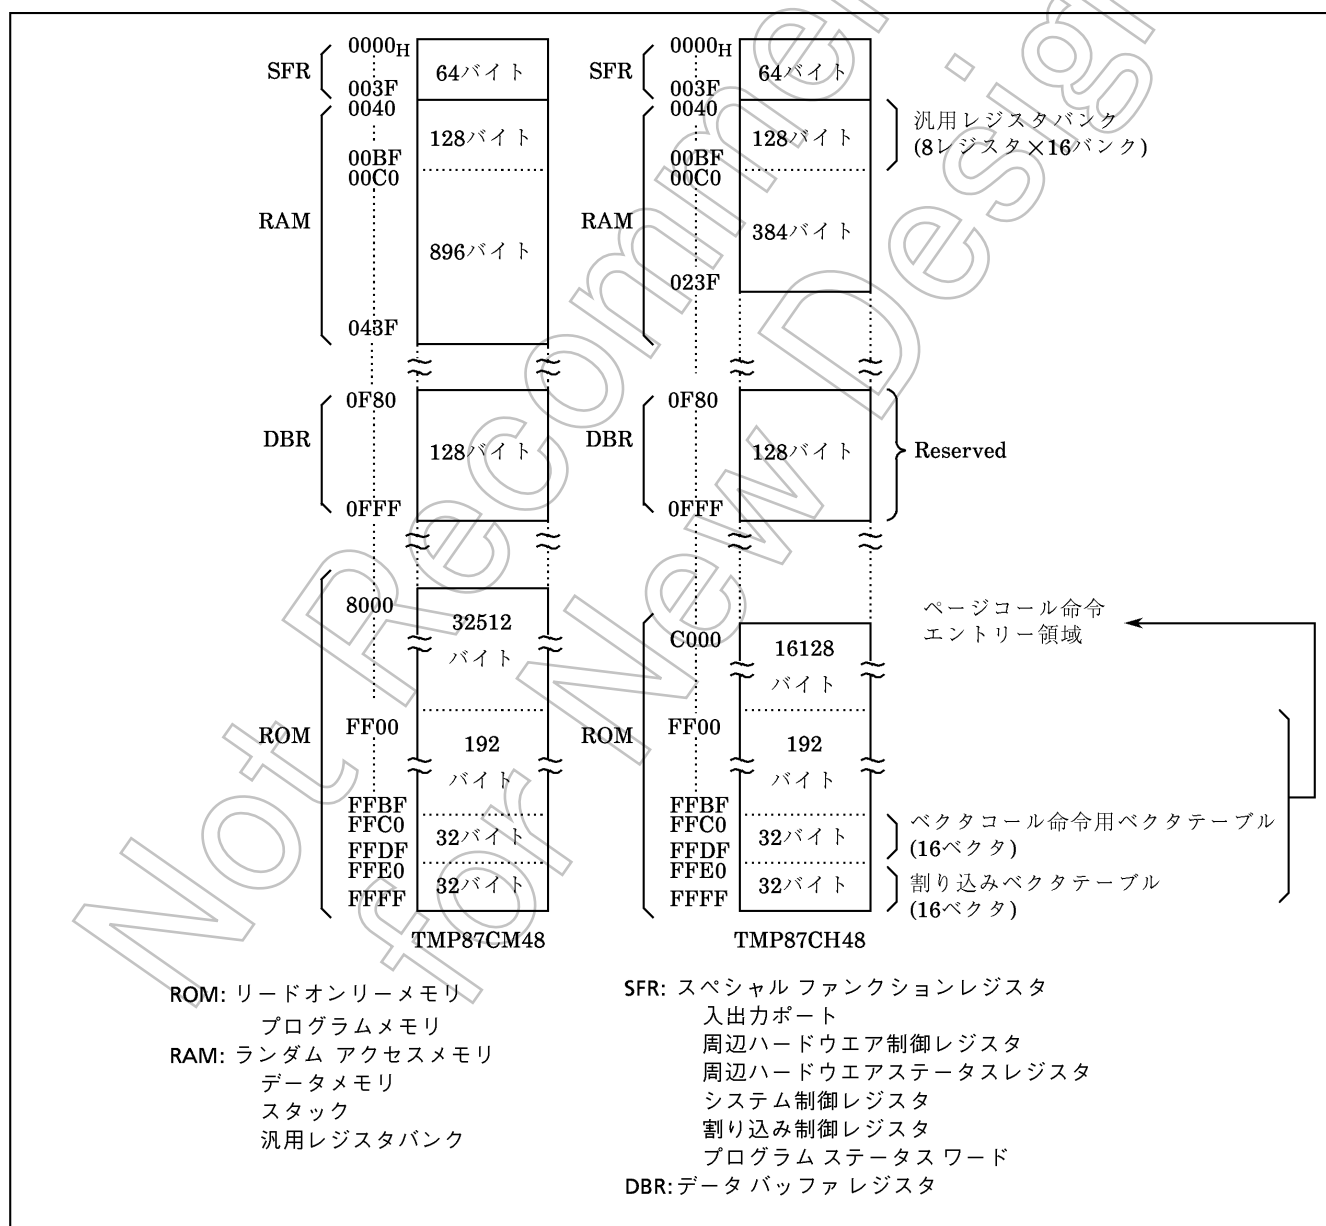 SFR
0000H
003F
64バイト
RAM
0040
00BF
00C0
043F
128バイト
896バイト
DBR
0F80
0FFF
128バイト
ROM
8000
FF00
FFBF
FFC0
FFDF
FFE0
FFFF
32512
バイト
192
バイト
32バイト
32バイト
TMP87CM48
SFR
0000H
003F
64バイト
RAM
0040
00BF
00C0
023F
128バイト
384バイト
汎用レジスタバンク
(8レジスタ×16バンク)
DBR
0F80
0FFF
128バイト
Reserved
ROM
C000
FF00
FFBF
FFC0
FFDF
FFE0
FFFF
16128
バイト
192
バイト
32バイト
32バイト
ページコール命令
エントリー領域
ベクタコール命令用ベクタテーブル
(16ベクタ)
割り込みベクタテーブル
(16ベクタ)
TMP87CH48
ROM: リードオンリーメモリ
プログラムメモリ
RAM: ランダム アクセスメモリ
データメモリ
スタック
汎用レジスタバンク
SFR: スペシャル ファンクションレジスタ
入出力ポート
周辺ハードウエア制御レジスタ
周辺ハードウエアステータスレジスタ
システム制御レジスタ
割り込み制御レジスタ
プログラム ステータス ワード
DBR: データ バッファ レジスタ
Not Recommen
for New Desig